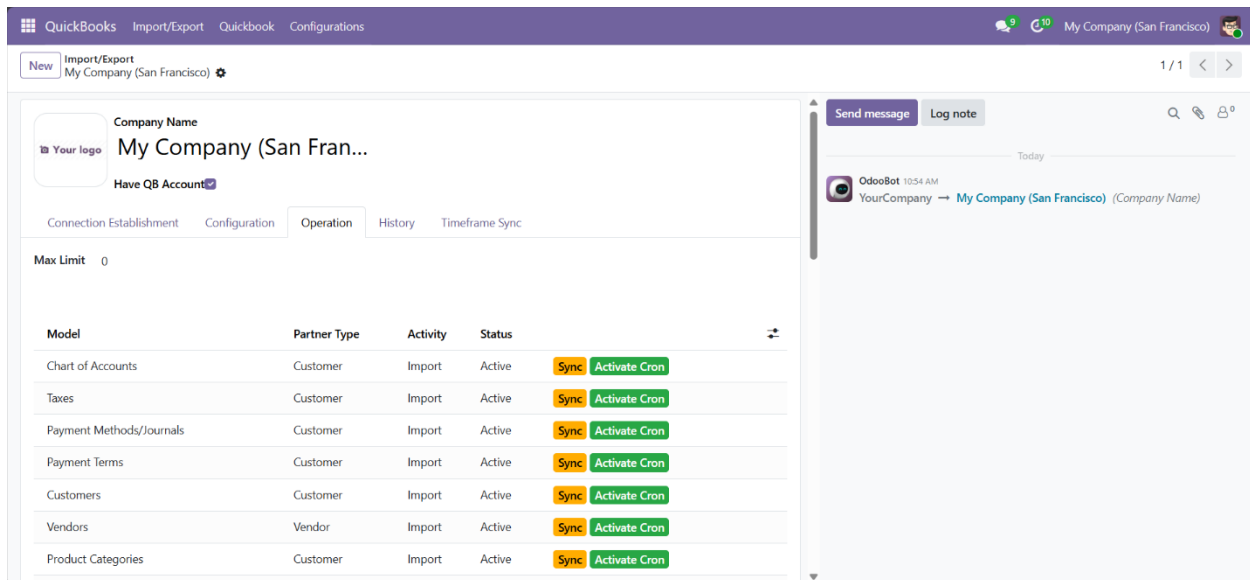 QuickBooks Import/Export Quickbook Configurations 9 10 My Company (San Francisco)
New Import/Export
My Company (San Francisco) 1 / 1
Company Name
Your logo My Company (San Fran...
Have QB Account
Connection Establishment Configuration Operation History Timeframe Sync
Max Limit 0
Model Partner Type Activity Status
Chart of Accounts Customer Import Active Sync Activate Cron
Taxes Customer Import Active Sync Activate Cron
Payment Methods/Journals Customer Import Active Sync Activate Cron
Payment Terms Customer Import Active Sync Activate Cron
Customers Customer Import Active Sync Activate Cron
Vendors Vendor Import Active Sync Activate Cron
Product Categories Customer Import Active Sync Activate Cron
Send message Log note 0
Today
OdooBot 10:54 AM
YourCompany → My Company (San Francisco) (Company Name)